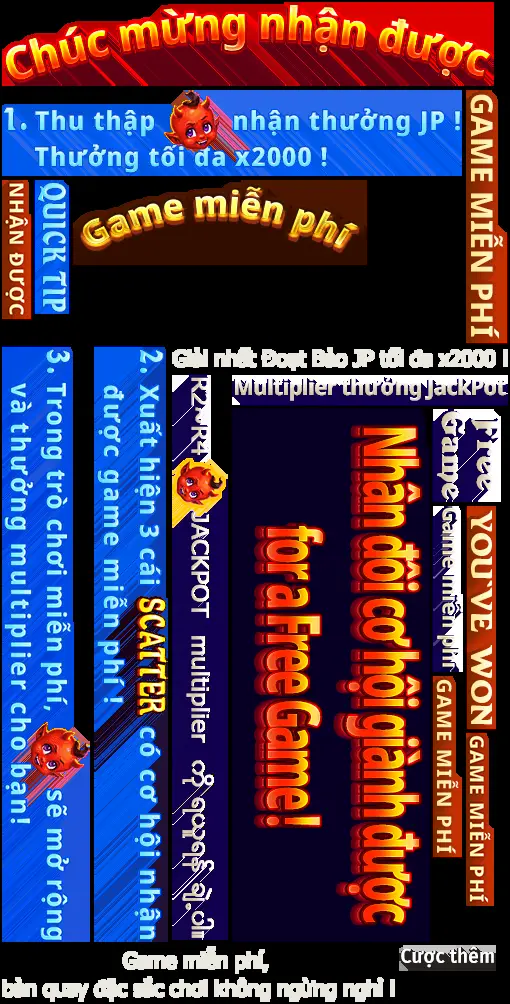 Chúc mừng nhận được
1. Thu thập nhận thưởng JP !
Thưởng tối đa x2000 !
GAME MIỄN PHÍ
NHẬN ĐƯỢC
QUICK TIP
Game miễn phí
Giải nhất Đoạt Bảo JP tối đa x2000 !
Multiplier thưởng JackPot
3. Trong trò chơi miễn phí, sẽ mở rộng
và thưởng multiplier cho bạn!
2. Xuất hiện 3 cái SCATTER có cơ hội nhận
được game miễn phí !
R2~R4 JACKPOT multiplier
Nhân đôi cơ hội giành được
for a Free Game!
Free
Game
Game miễn phí
YOU'VE WON
GAME MIỄN PHÍ
GAME MIỄN PHÍ
Game miễn phí,
bàn quay đặc sắc chơi không ngừng nghỉ !
Cược thêm